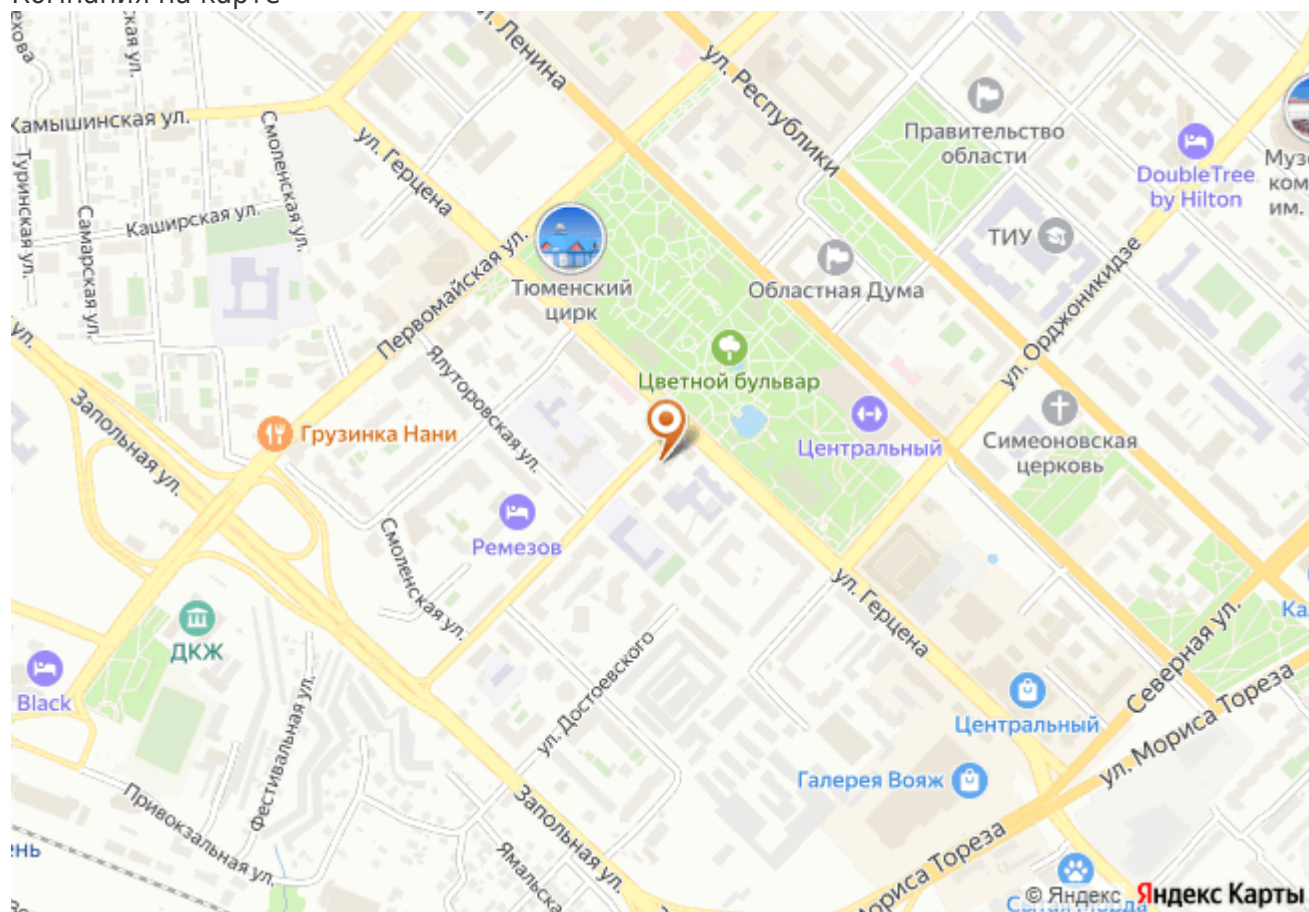 Компания на карте
ул. Ленина
ул. Республики
Камышинская ул.
Смоленская ул.
ул. Герцена
Правительство
области
DoubleTree
by Hilton
Туринская ул.
Самарская ул.
Каширская ул.
ТИУ
Первомайская ул.
Тюменский
цирк
Областная Дума
ул. Орджоникидзе
Ялуторовская ул.
Цветной бульвар
Запольная ул.
Грузинка Нани
Центральный
Симеоновская
церковь
Ремезов
Смоленская ул.
ул. Герцена
ДКЖ
Black
ул. Достоевского
Северная ул.
Фестивальная ул.
Центральный
ул. Мориса Тореза
Галерея Вояж
Привокзальная ул.
Запольная ул.
Мориса Тореза
© Яндекс Яндекс Карты